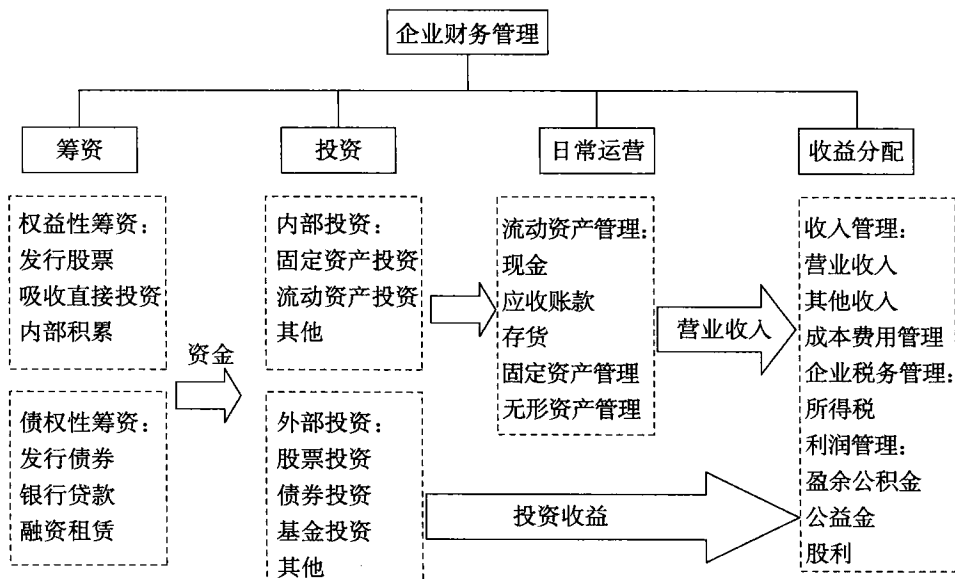 企业财务管理
筹资
投资
日常运营
收益分配
权益性筹资：
发行股票
吸收直接投资
内部积累
债权性筹资：
发行债券
银行贷款
融资租赁
资金
内部投资：
固定资产投资
流动资产投资
其他
外部投资：
股票投资
债券投资
基金投资
其他
流动资产管理：
现金
应收账款
存货
固定资产管理
无形资产管理
营业收入
投资收益
收入管理：
营业收入
其他收入
成本费用管理
企业税务管理：
所得税
利润管理：
盈余公积金
公益金
股利